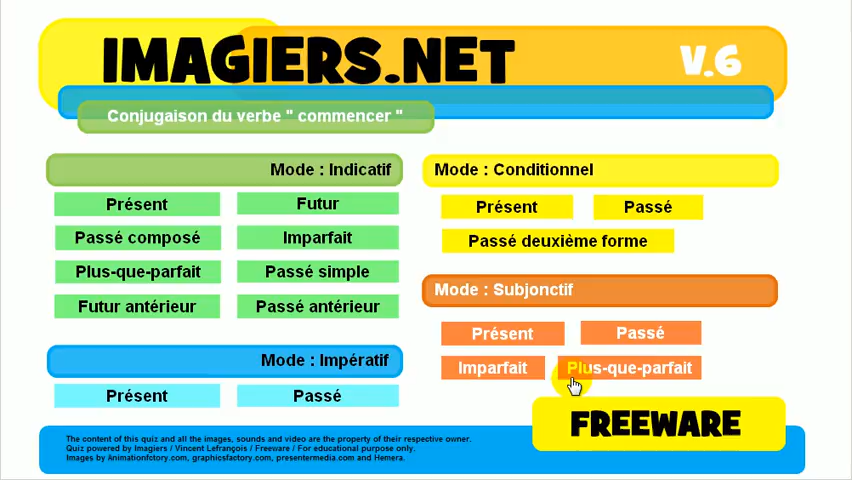 IMAGIERS.NET
V.6
Conjugaison du verbe " commencer "
Mode : Indicatif
Présent
Futur
Passé composé
Imparfait
Plus-que-parfait
Passé simple
Futur antérieur
Passé antérieur
Mode : Impératif
Présent
Passé
Mode : Conditionnel
Présent
Passé
Passé deuxième forme
Mode : Subjonctif
Présent
Passé
Imparfait
Plus-que-parfait
FREEWARE
The content of this quiz and all the images, sounds and video are the property of their respective owner.
Quiz powered by Imagiers / Vincent Lefrançois / Freeware / For educational purpose only.
Images by Animationfctory.com, graphicsfactory.com, presentermedia.com and Hemera.